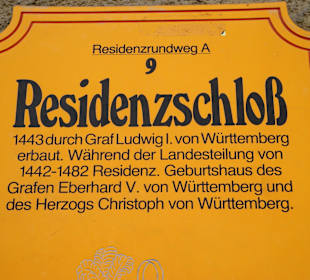 Residenzrundweg A
9
Residenzschloß
1443 durch Graf Ludwig I. von Württemberg
erbaut. Während der Landesteilung von
1442-1482 Residenz. Geburtshaus des
Grafen Eberhard V. von Württemberg und
des Herzogs Christoph von Württemberg.